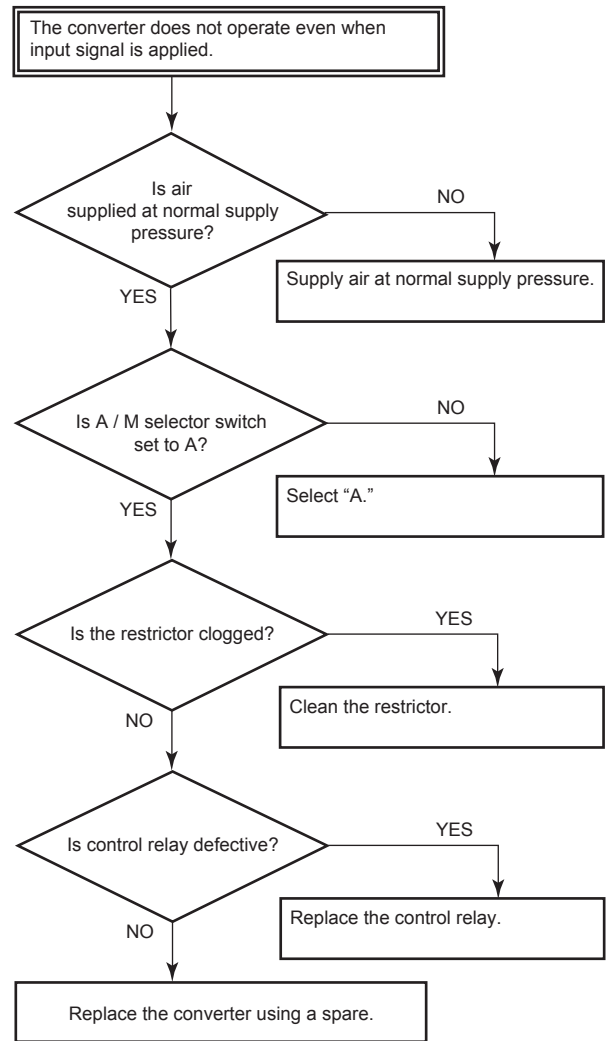 The converter does not operate even when
input signal is applied.
Is air
supplied at normal supply
pressure?
NO
Supply air at normal supply pressure.
YES
Is A / M selector switch
set to A?
NO
Select “A.”
YES
Is the restrictor clogged?
YES
Clean the restrictor.
NO
Is control relay defective?
YES
Replace the control relay.
NO
Replace the converter using a spare.